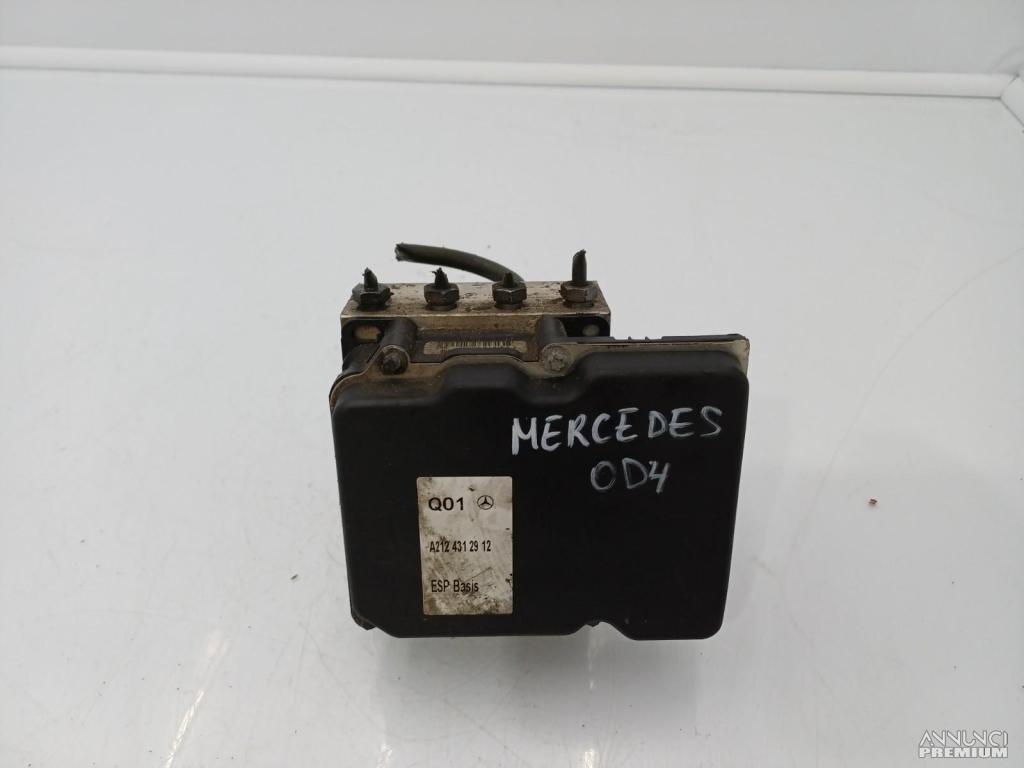 MERCEDES
OD4
Q01
A212 431 29 12
ESP Basis
ANNUNCI
PREMIUM